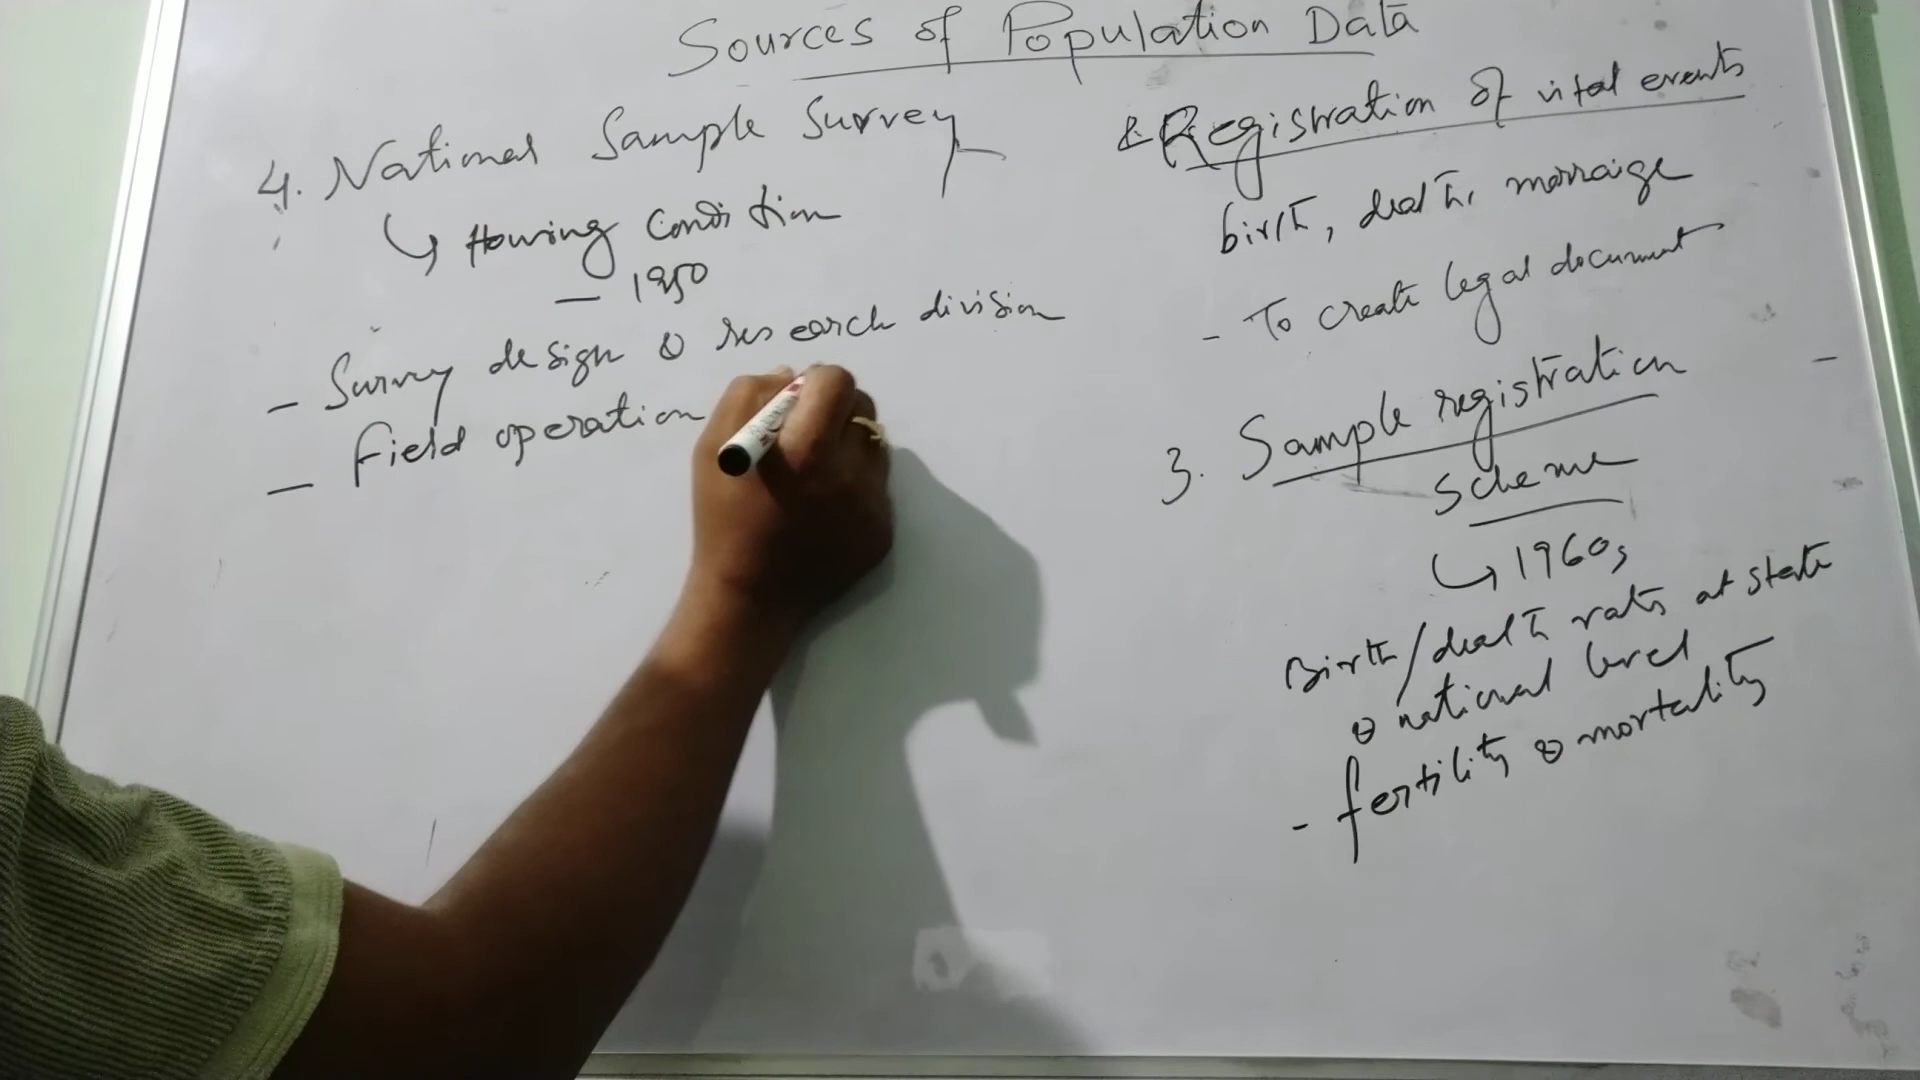 Sources of Population Data
4. National Sample Survey
↳ Housing Condition
— 1950
- Survey design & research division
- Field operation
2. Registration of vital events
birth, death, marraige
- To create legal document
3. Sample registration
Scheme
↳ 1960s
Birth/death rates at state
& national level
- fertility & mortality